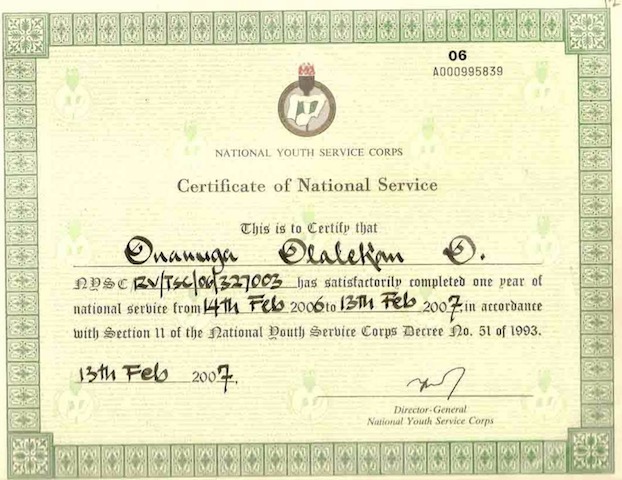 06
A000995839
NATIONAL YOUTH SERVICE CORPS
Certificate of National Service
This is to Certify that
Onanuga Olalekan O.
NYSC RV/TSC/06/327003 has satisfactorily completed one year of
national service from 14th Feb 2006 to 13th Feb 2007, in accordance
with Section 11 of the National Youth Service Corps Decree No. 51 of 1993.
13th Feb 2007.
Director-General
National Youth Service Corps